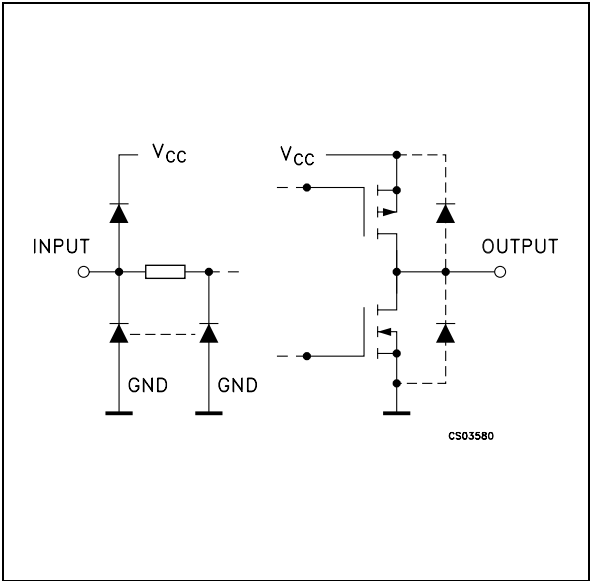 VCC
VCC
INPUT
OUTPUT
GND
GND
CS03580